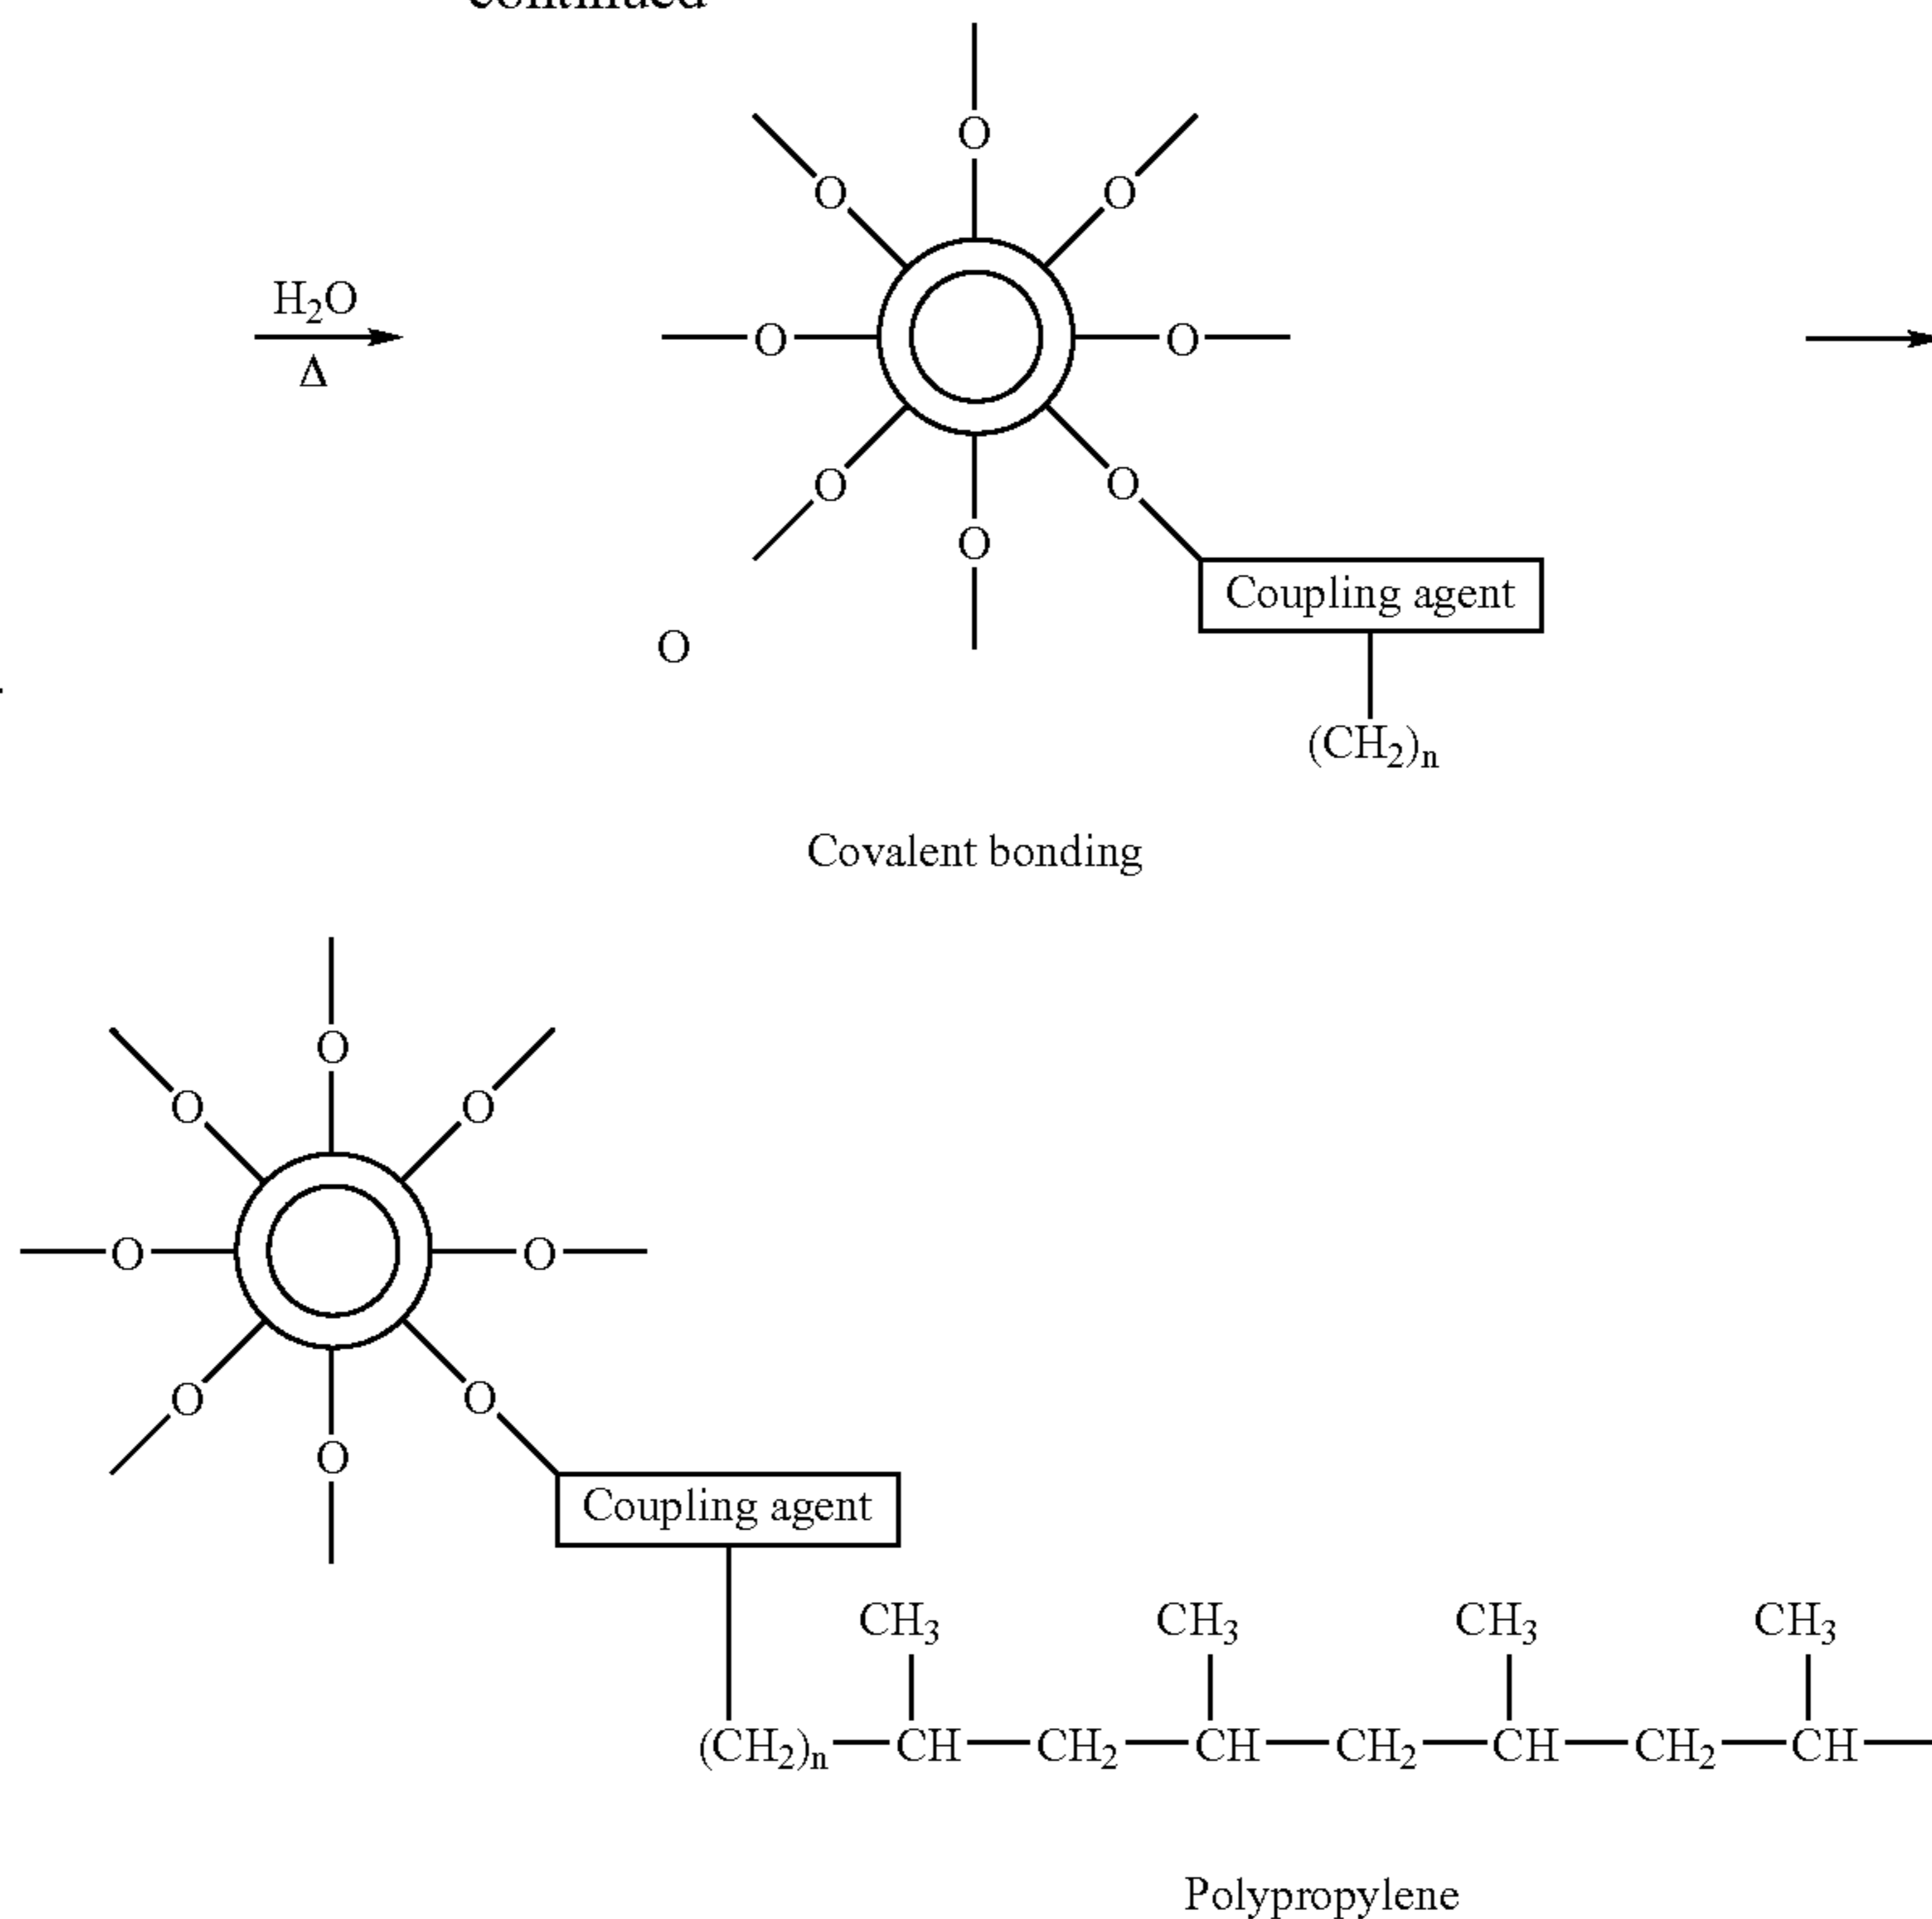 continued
O
O O
H₂O
Δ
O O
O O
O
Coupling agent
O
(CH₂)ₙ
Covalent bonding
O
O O
O O
O O
O
Coupling agent
CH₃ CH₃ CH₃ CH₃
(CH₂)ₙ—CH—CH₂—CH—CH₂—CH—CH₂—CH—
Polypropylene